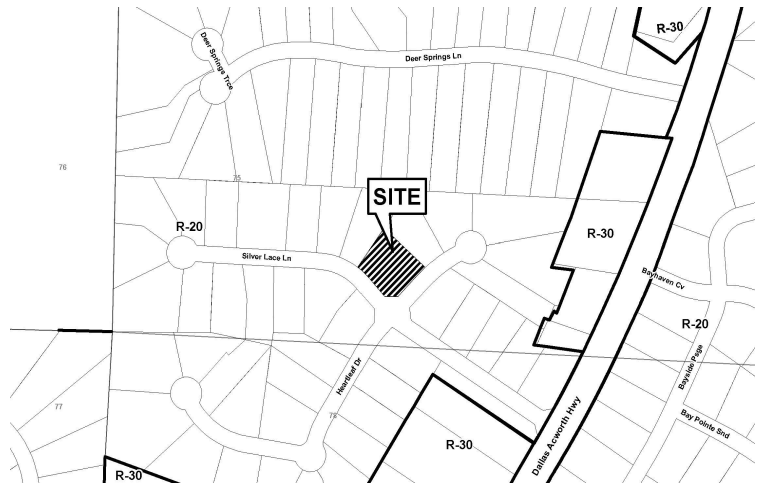 R-30
Deer Springs Trce
Deer Springs Ln
76
75
SITE
R-20
R-30
Silver Lace Ln
Bayhaven Cv
R-20
Bayside Psge
Heartleaf Dr
77
78
Bay Pointe Snd
Dallas Acworth Hwy
R-30
R-30